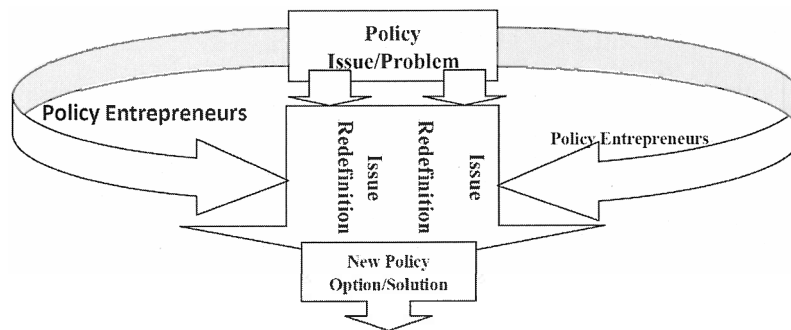 Policy
Issue/Problem
Policy Entrepreneurs
Policy Entrepreneurs
Issue
Redefinition
Issue
Redefinition
New Policy
Option/Solution